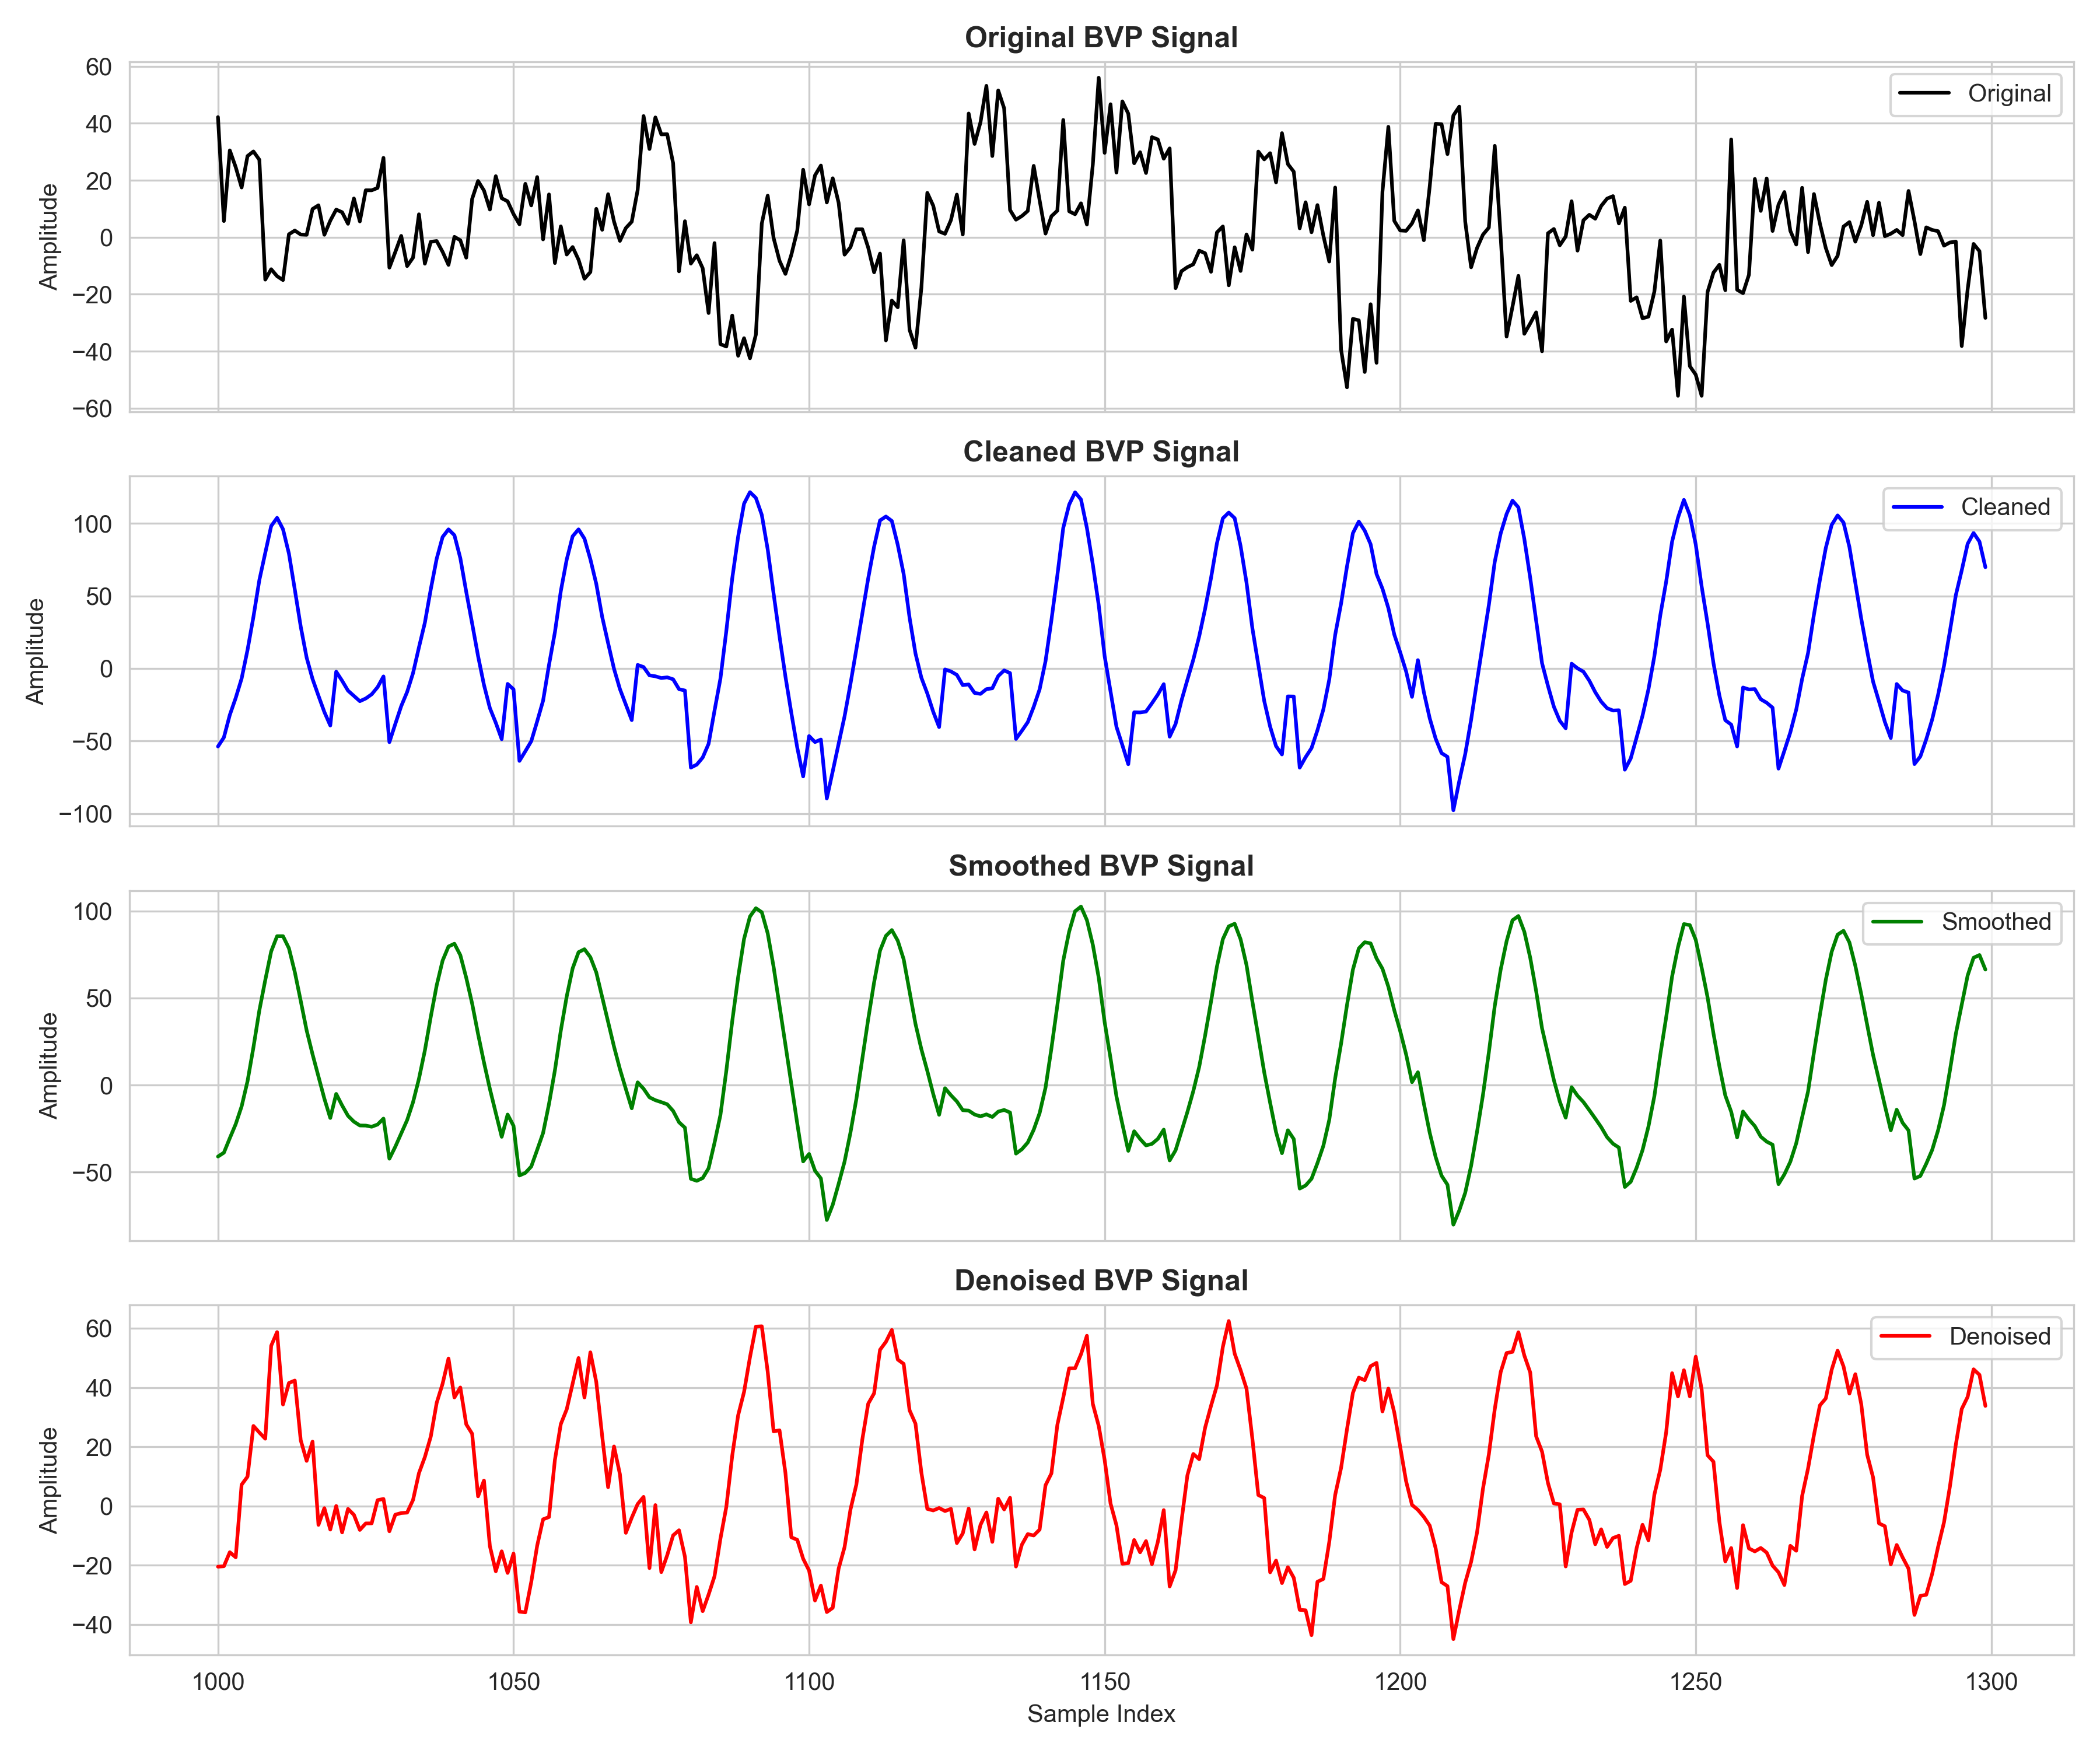 Original BVP Signal
60
40
20
0
−20
−40
−60
Amplitude
Original
Cleaned BVP Signal
100
50
0
−50
−100
Amplitude
Cleaned
Smoothed BVP Signal
100
50
0
−50
Amplitude
Smoothed
Denoised BVP Signal
60
40
20
0
−20
−40
Amplitude
Denoised
1000 1050 1100 1150 1200 1250 1300
Sample Index